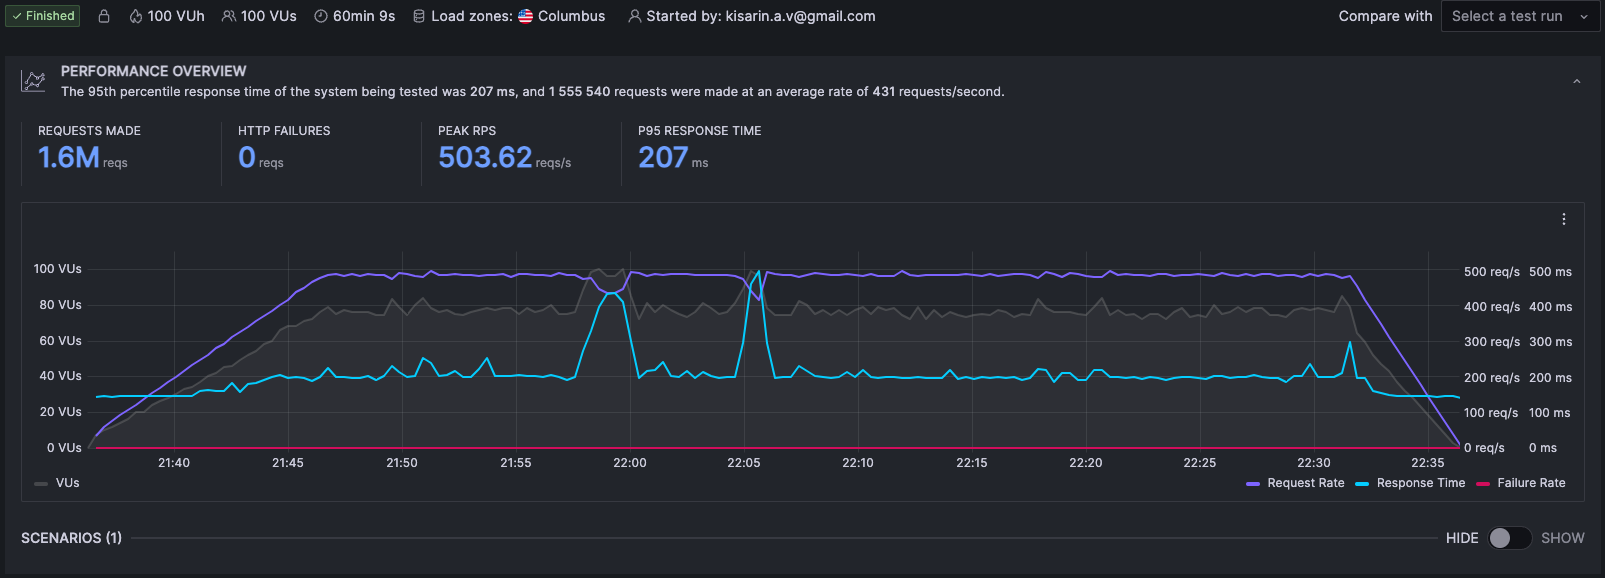 Finished 100 VUh 100 VUs 60min 9s Load zones: Columbus Started by: kisarin.a.v@gmail.com Compare with Select a test run
PERFORMANCE OVERVIEW
The 95th percentile response time of the system being tested was 207 ms, and 1 555 540 requests were made at an average rate of 431 requests/second.
REQUESTS MADE HTTP FAILURES PEAK RPS P95 RESPONSE TIME
1.6M reqs 0 reqs 503.62 reqs/s 207 ms
100 VUs 500 req/s 500 ms
80 VUs 400 req/s 400 ms
60 VUs 300 req/s 300 ms
40 VUs 200 req/s 200 ms
20 VUs 100 req/s 100 ms
0 VUs 0 req/s 0 ms
21:40 21:45 21:50 21:55 22:00 22:05 22:10 22:15 22:20 22:25 22:30 22:35
VUs Request Rate Response Time Failure Rate
SCENARIOS (1) HIDE SHOW